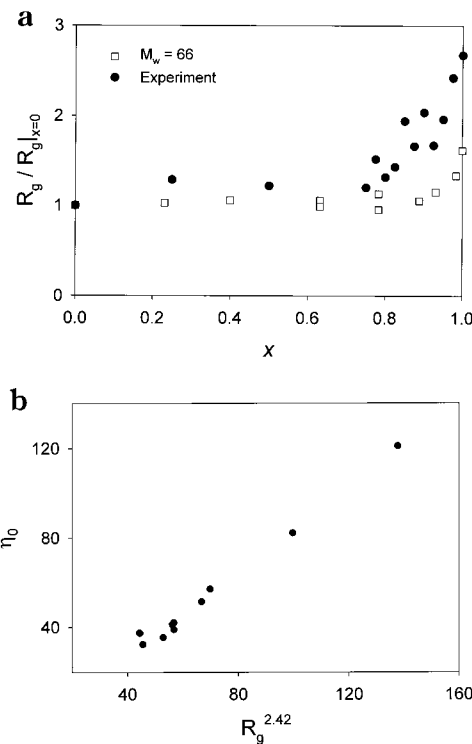 a
3
M_w = 66
Experiment
2
R_g / R_g|_{x=0}
1
0
0.0 0.2 0.4 0.6 0.8 1.0
x
b
120
80
η_0
40
40 80 120 160
R_g^{2.42}